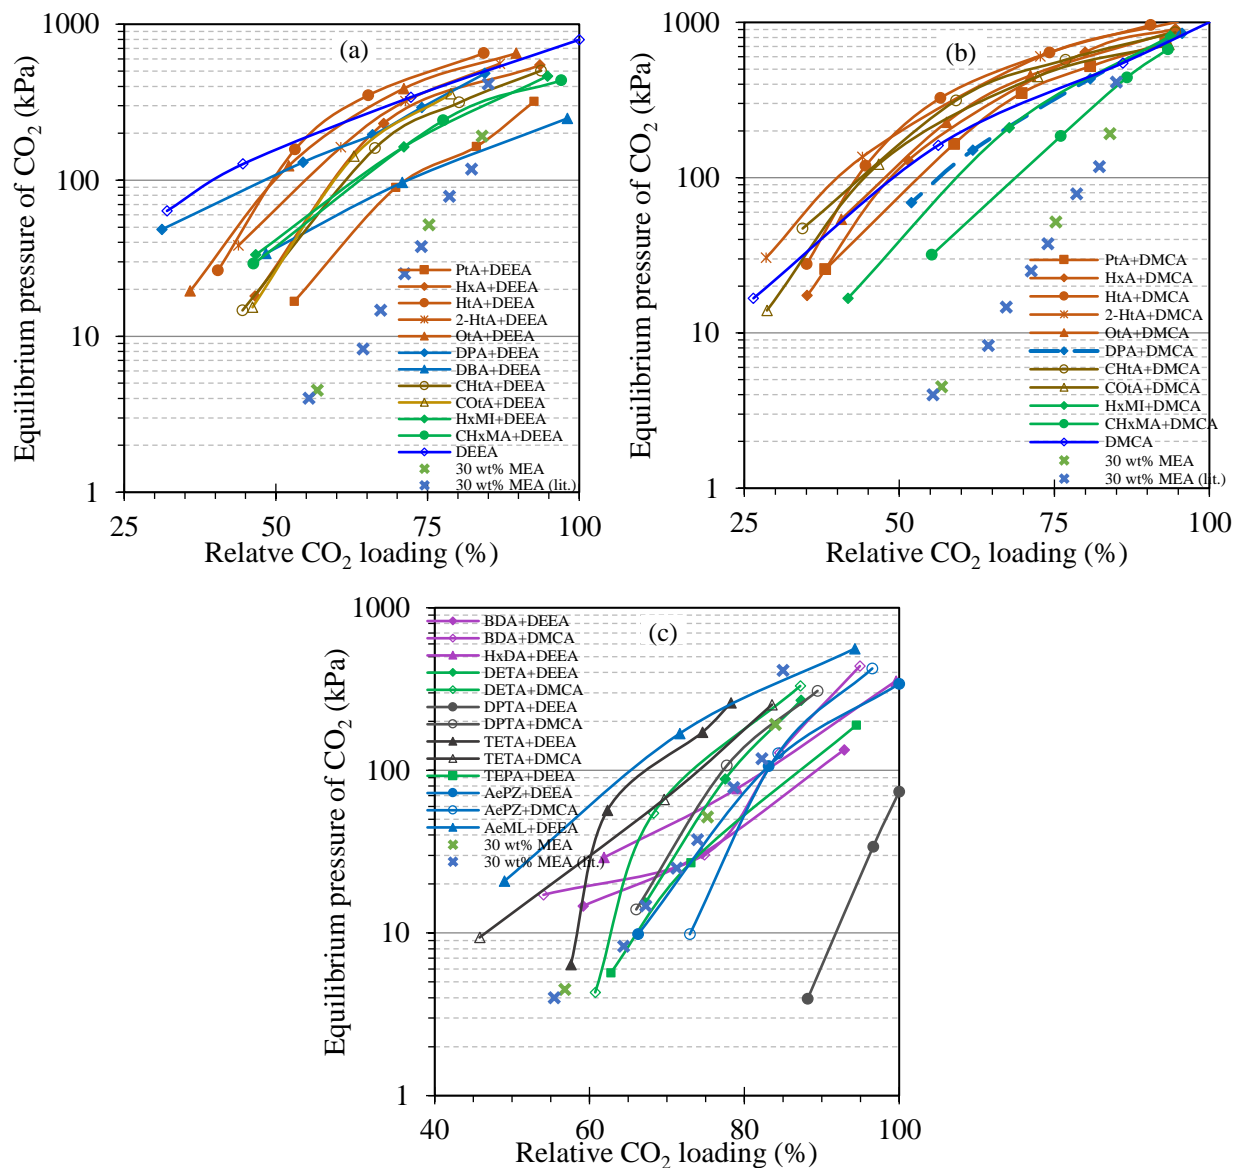 (a)
Equilibrium pressure of CO2 (kPa)
1000
100
10
1
PtA+DEEA
HxA+DEEA
HtA+DEEA
2-HtA+DEEA
OtA+DEEA
DPA+DEEA
DBA+DEEA
CHtA+DEEA
COtA+DEEA
HxMI+DEEA
CHxMA+DEEA
DEEA
30 wt% MEA
30 wt% MEA (lit.)
25 50 75 100
Relatve CO2 loading (%)
(b)
Equilibrium pressure of CO2 (kPa)
1000
100
10
1
PtA+DMCA
HxA+DMCA
HtA+DMCA
2-HtA+DMCA
OtA+DMCA
DPA+DMCA
CHtA+DMCA
COtA+DMCA
HxMI+DMCA
CHxMA+DMCA
DMCA
30 wt% MEA
30 wt% MEA (lit.)
25 50 75 100
Relatve CO2 loading (%)
(c)
Equilibrium pressure of CO2 (kPa)
1000
100
10
1
BDA+DEEA
BDA+DMCA
HxDA+DEEA
DETA+DEEA
DETA+DMCA
DPTA+DEEA
DPTA+DMCA
TETA+DEEA
TETA+DMCA
TEPA+DEEA
AePZ+DEEA
AePZ+DMCA
AeML+DEEA
30 wt% MEA
30 wt% MEA (lit.)
40 60 80 100
Relative CO2 loading (%)